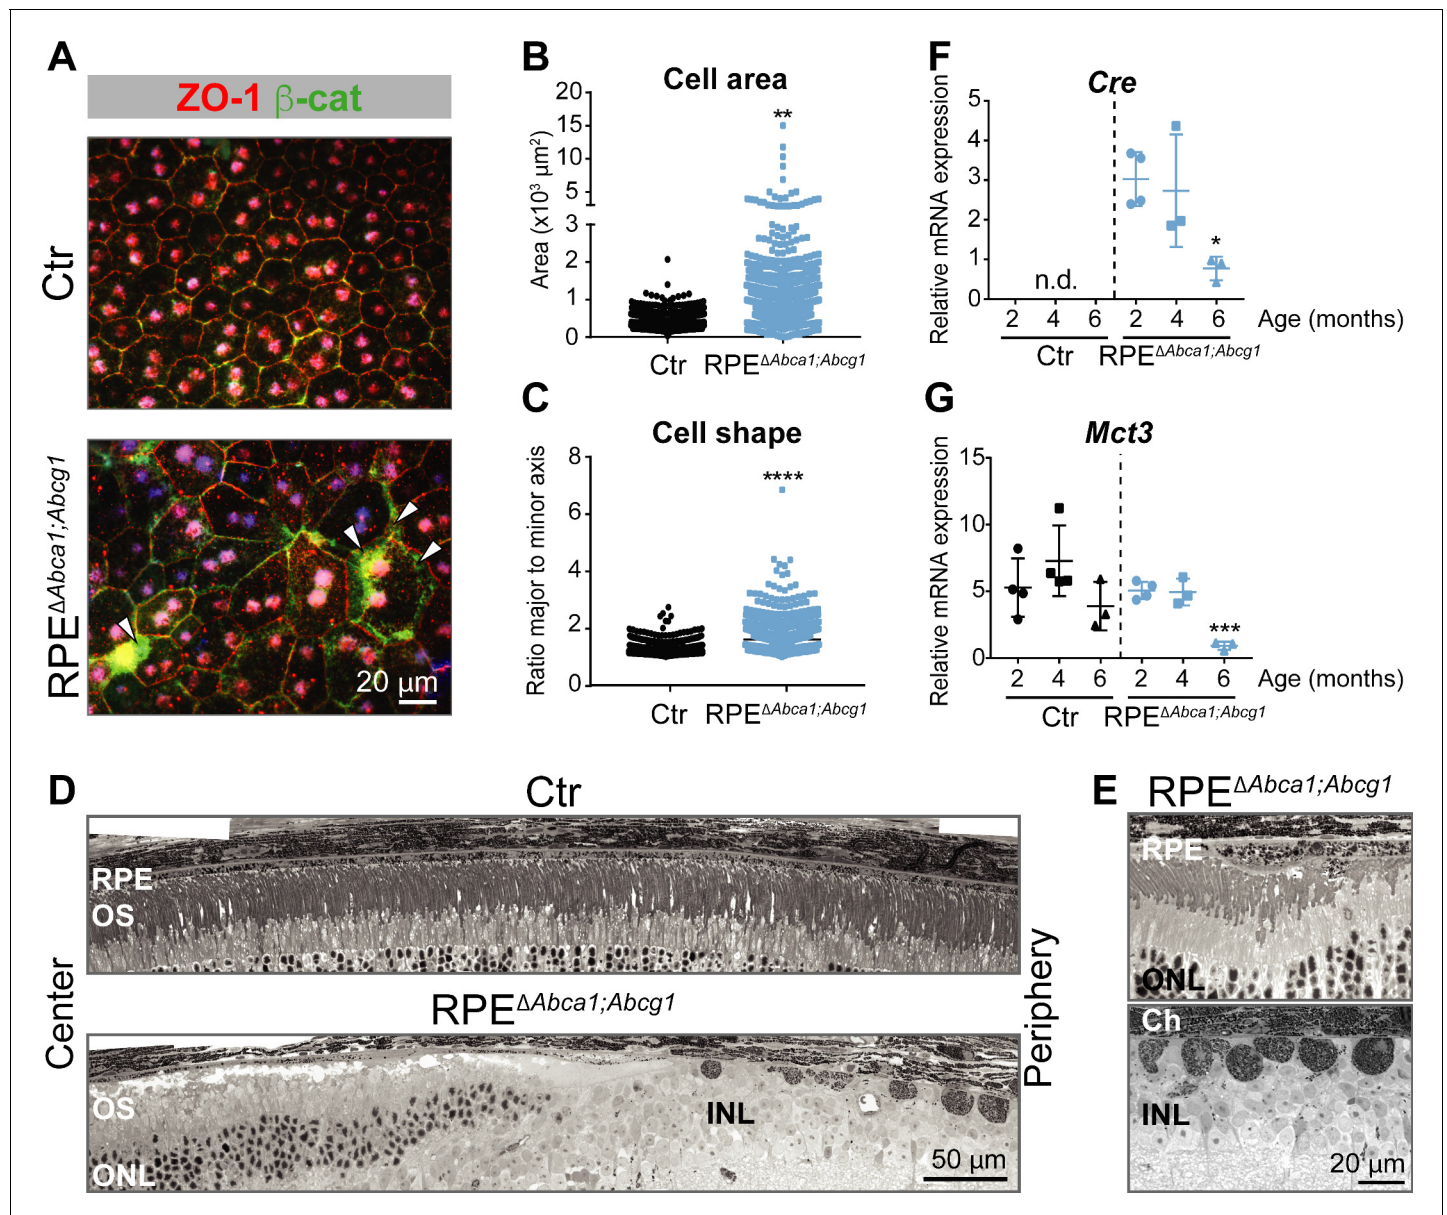 A
ZO-1 β-cat
Ctr
RPEΔAbca1;Abcg1
20 µm
B
Cell area
Area (x10³ µm²)
20
15
10
5
3
2
1
0
**
Ctr
RPEΔAbca1;Abcg1
C
Cell shape
Ratio major to minor axis
8
6
4
2
0
****
Ctr
RPEΔAbca1;Abcg1
F
Cre
Relative mRNA expression
5
4
3
2
1
0
n.d.
*
2 4 6 2 4 6 Age (months)
Ctr
RPEΔAbca1;Abcg1
G
Mct3
Relative mRNA expression
15
10
5
0
***
2 4 6 2 4 6 Age (months)
Ctr
RPEΔAbca1;Abcg1
D
Ctr
RPE
OS
Center
Periphery
RPEΔAbca1;Abcg1
OS
ONL
INL
50 µm
E
RPEΔAbca1;Abcg1
RPE
ONL
Ch
INL
20 µm